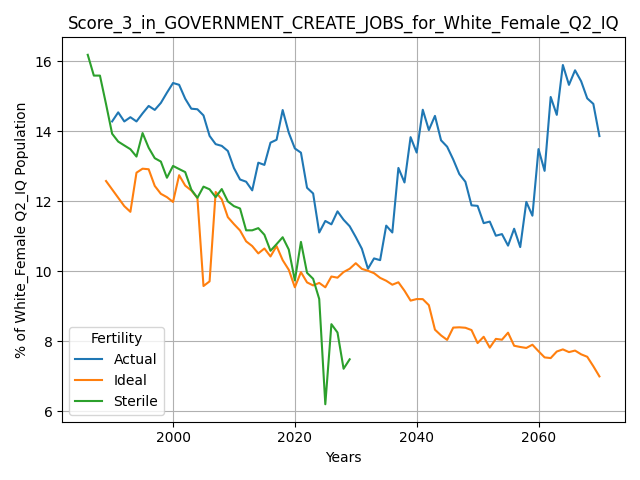 Score_3_in_GOVERNMENT_CREATE_JOBS_for_White_Female_Q2_IQ
% of White_Female Q2_IQ Population
16
14
12
10
8
6
Fertility
Actual
Ideal
Sterile
2000 2020 2040 2060
Years